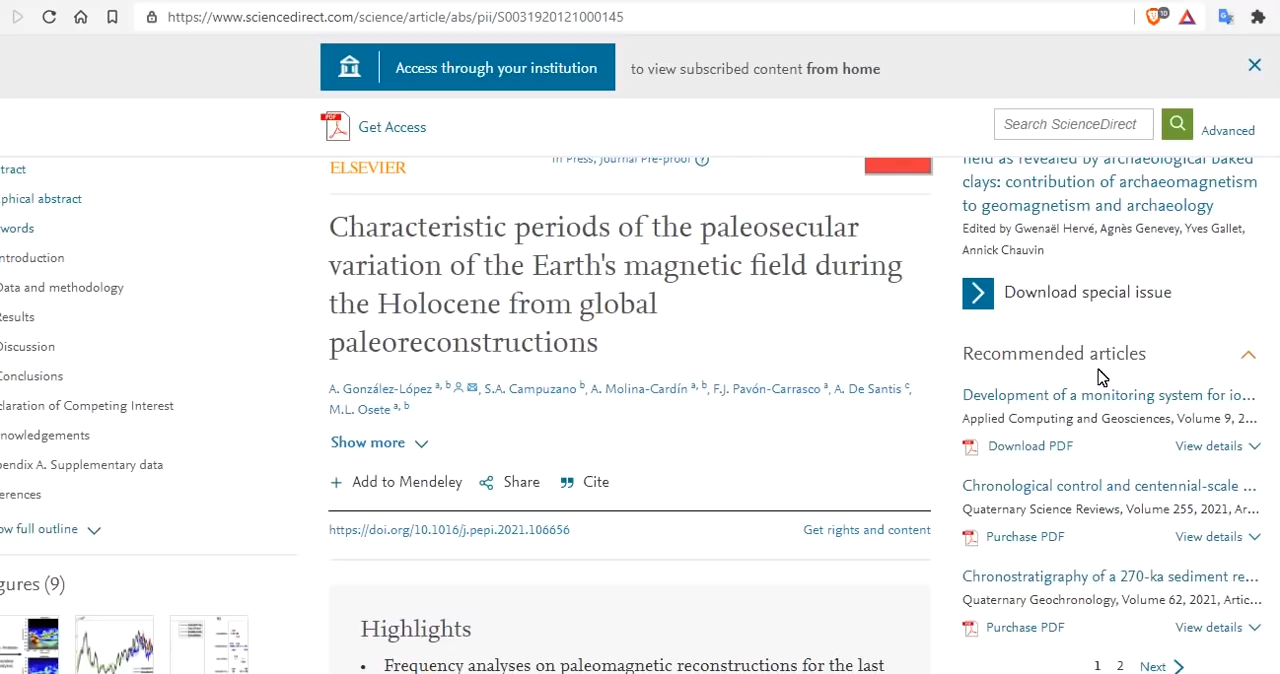 https://www.sciencedirect.com/science/article/abs/pii/S0031920121000145
10
Access through your institution
to view subscribed content from home
PDF
Get Access
Search ScienceDirect
Advanced
tract
phical abstract
words
ntroduction
Data and methodology
Results
Discussion
Conclusions
laration of Competing Interest
nowledgements
endix A. Supplementary data
erences
ow full outline
gures (9)
ELSEVIER
In Press, Journal Pre-proof ?
Characteristic periods of the paleosecular
variation of the Earth's magnetic field during
the Holocene from global
paleoreconstructions
A. González-López a, b, S.A. Campuzano b, A. Molina-Cardín a, b, F.J. Pavón-Carrasco a, A. De Santis c,
M.L. Osete a, b
Show more
+ Add to Mendeley Share Cite
https://doi.org/10.1016/j.pepi.2021.106656
Get rights and content
Highlights
• Frequency analyses on paleomagnetic reconstructions for the last
field as revealed by archaeological baked
clays: contribution of archaeomagnetism
to geomagnetism and archaeology
Edited by Gwenaël Hervé, Agnès Genevey, Yves Gallet,
Annick Chauvin
Download special issue
Recommended articles
Development of a monitoring system for io...
Applied Computing and Geosciences, Volume 9, 2...
Download PDF View details
Chronological control and centennial-scale ...
Quaternary Science Reviews, Volume 255, 2021, Ar...
Purchase PDF View details
Chronostratigraphy of a 270-ka sediment re...
Quaternary Geochronology, Volume 62, 2021, Artic...
Purchase PDF View details
1 2 Next